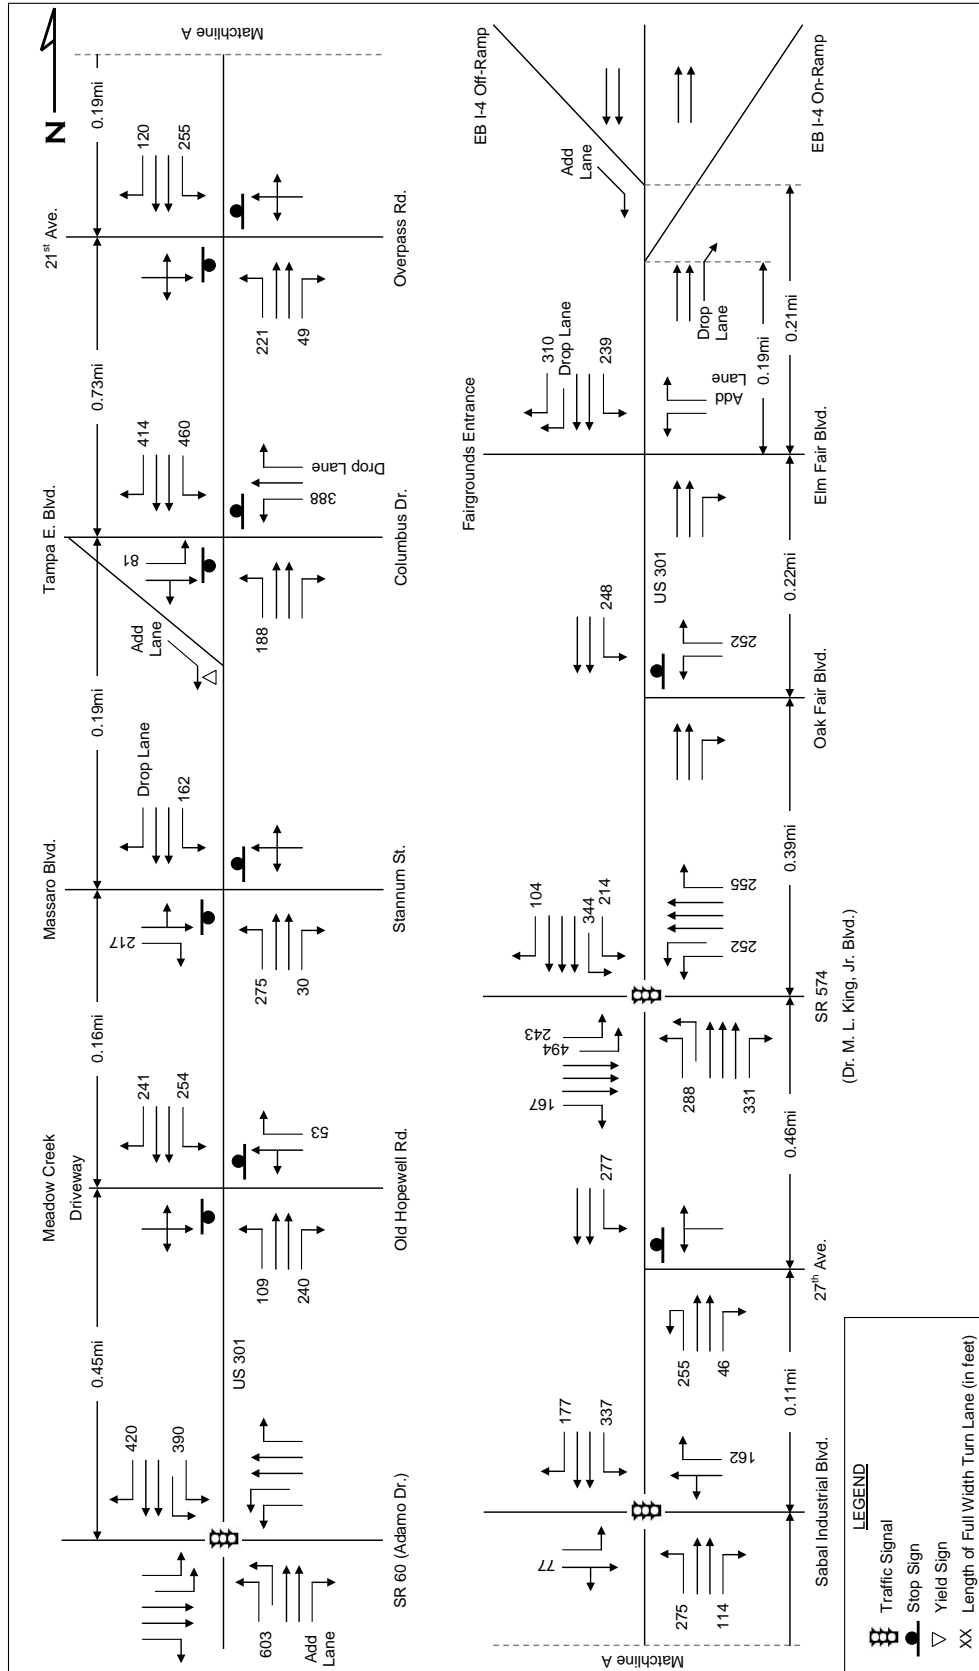 N
Matchline A
0.19mi
120
255
21st Ave.
Overpass Rd.
221
49
0.73mi
414
460
Drop Lane
388
Tampa E. Blvd.
Columbus Dr.
81
188
Add
Lane
0.19mi
Drop Lane
162
Massaro Blvd.
Stannum St.
217
275
30
0.16mi
241
254
53
Meadow Creek
Driveway
Old Hopewell Rd.
109
240
0.45mi
US 301
420
390
SR 60 (Adamo Dr.)
603
Add
Lane
EB I-4 Off-Ramp
EB I-4 On-Ramp
Add
Lane
Drop
Lane
0.21mi
0.19mi
310
Drop Lane
239
Add
Lane
Fairgrounds Entrance
Elm Fair Blvd.
US 301
0.22mi
248
252
Oak Fair Blvd.
0.39mi
104
344
214
255
252
SR 574
(Dr. M. L. King, Jr. Blvd.)
243
494
167
288
331
0.46mi
277
27th Ave.
255
46
0.11mi
177
337
162
Sabal Industrial Blvd.
77
275
114
Matchline A
LEGEND
Traffic Signal
Stop Sign
Yield Sign
XX Length of Full Width Turn Lane (in feet)